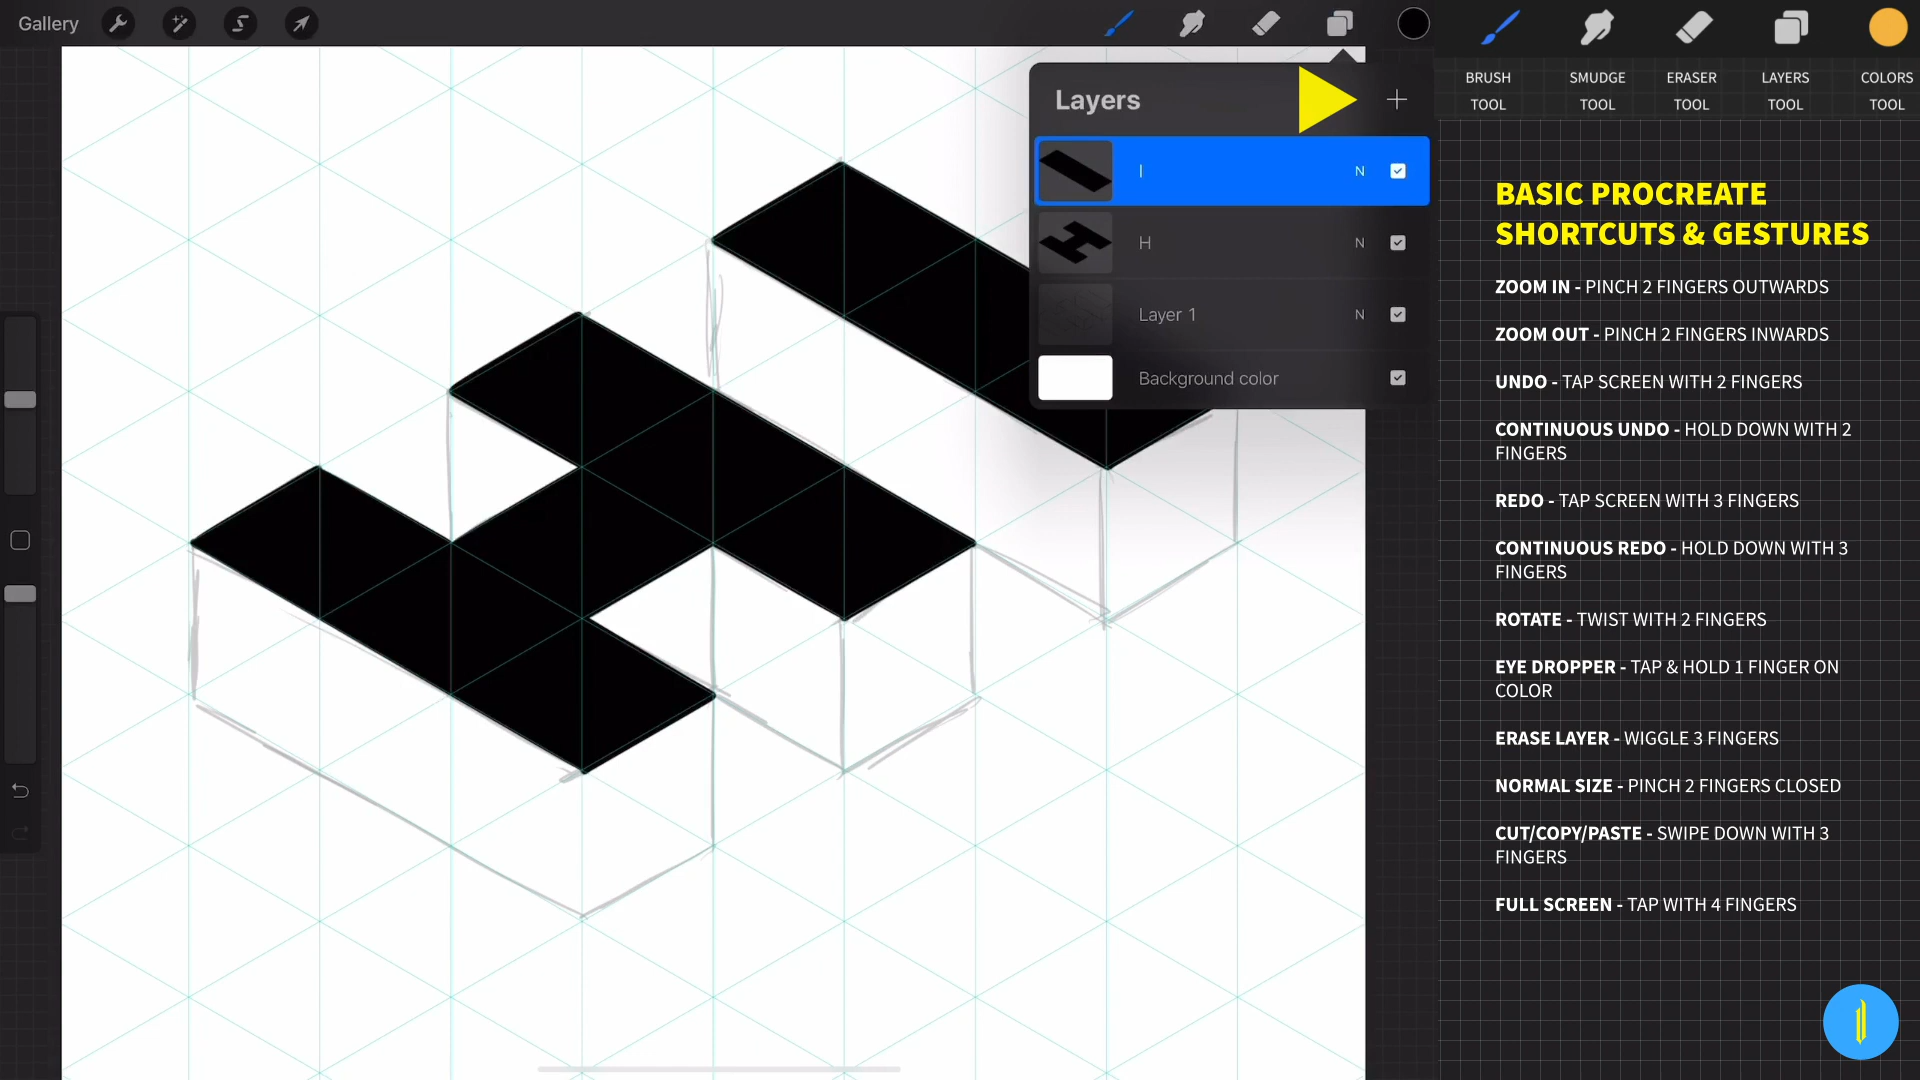 Gallery
Layers
I N
H N
Layer 1 N
Background color
BRUSH TOOL
SMUDGE TOOL
ERASER TOOL
LAYERS TOOL
COLORS TOOL
BASIC PROCREATE
SHORTCUTS & GESTURES
ZOOM IN - PINCH 2 FINGERS OUTWARDS
ZOOM OUT - PINCH 2 FINGERS INWARDS
UNDO - TAP SCREEN WITH 2 FINGERS
CONTINUOUS UNDO - HOLD DOWN WITH 2
FINGERS
REDO - TAP SCREEN WITH 3 FINGERS
CONTINUOUS REDO - HOLD DOWN WITH 3
FINGERS
ROTATE - TWIST WITH 2 FINGERS
EYE DROPPER - TAP & HOLD 1 FINGER ON
COLOR
ERASE LAYER - WIGGLE 3 FINGERS
NORMAL SIZE - PINCH 2 FINGERS CLOSED
CUT/COPY/PASTE - SWIPE DOWN WITH 3
FINGERS
FULL SCREEN - TAP WITH 4 FINGERS